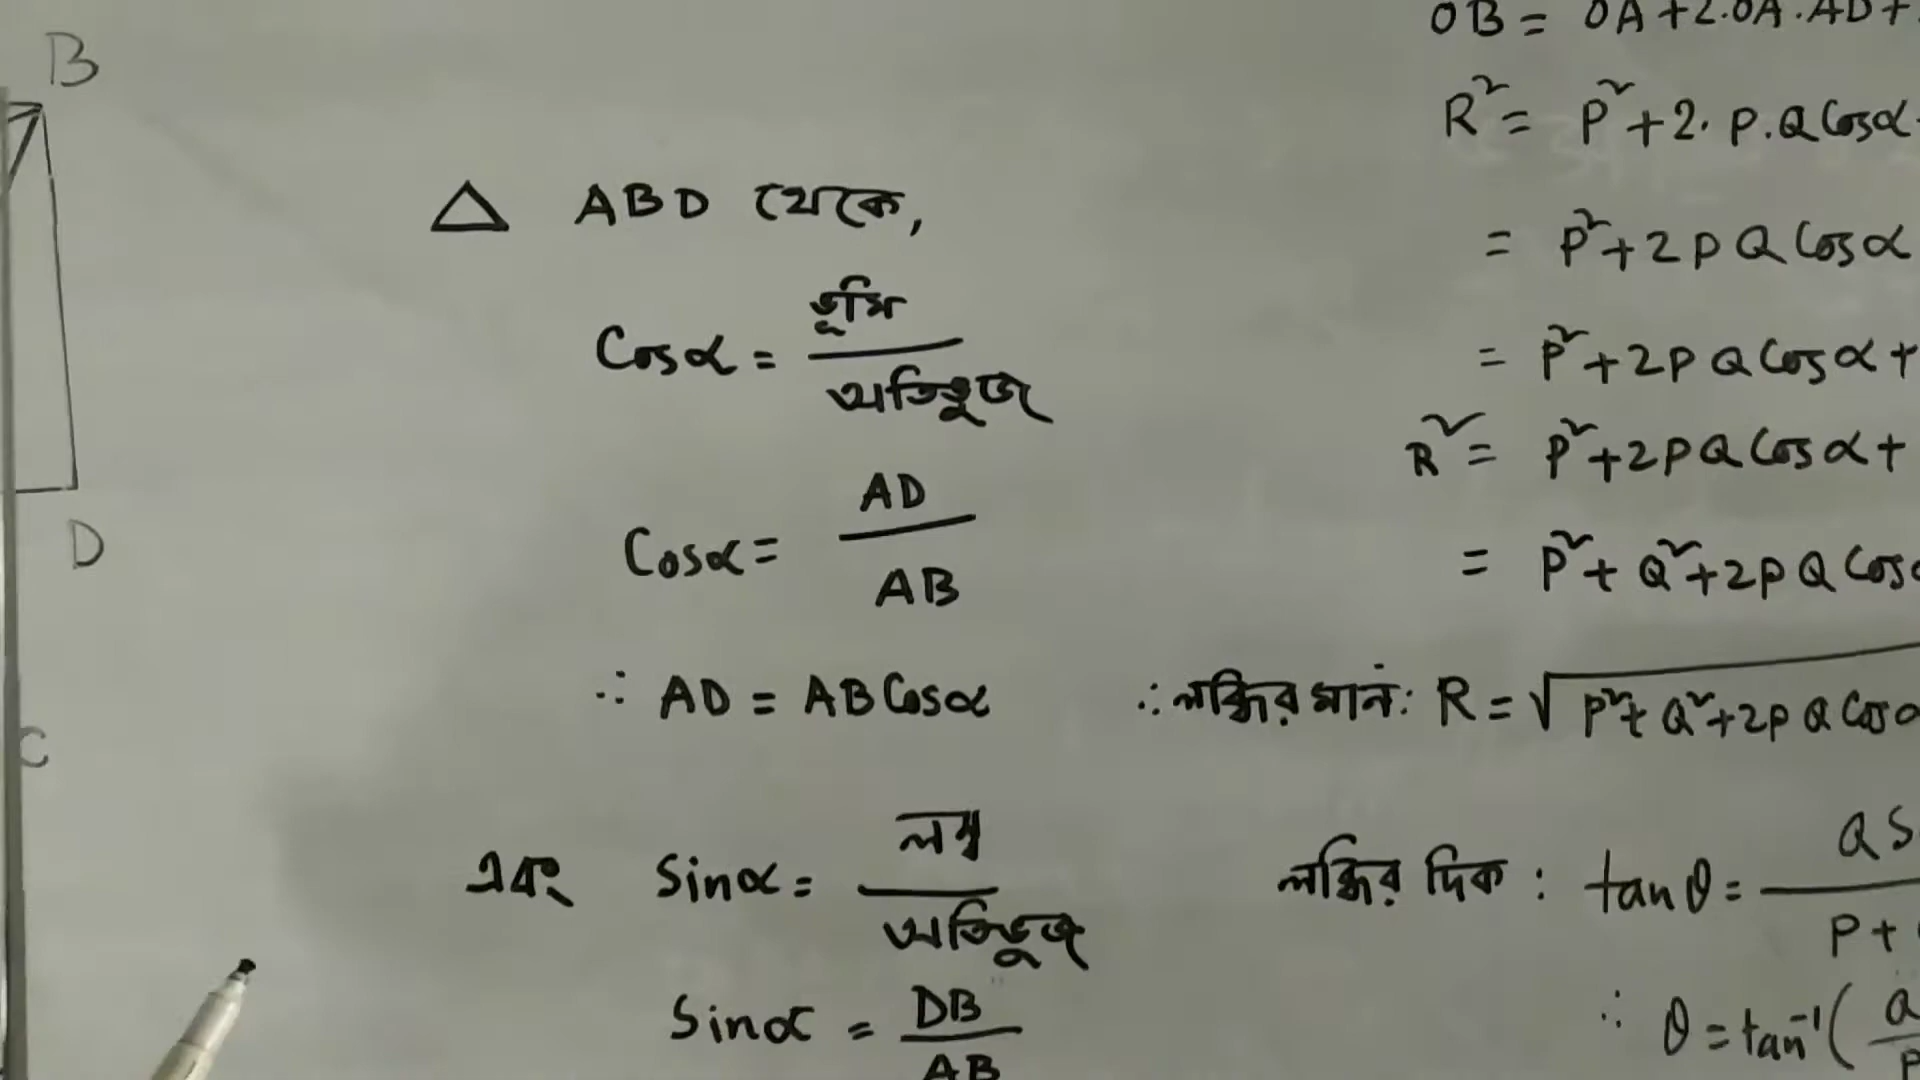 B
D
C
△ ABD থেকে,
Cosα = ভূমি / অতিভূজ
Cosα = AD / AB
∴ AD = AB Cosα
এবং Sinα = লম্ব / অতিভূজ
Sinα = DB / AB
OB = OA + 2.OA.AD +
R² = P² + 2. P.Q Cosα
= P² + 2PQ Cosα
= P² + 2PQ Cosα +
R² = P² + 2PQ Cosα +
= P² + Q² + 2PQ Cos
∴ লব্ধির মান: R = √P² + Q² + 2PQ Cosα
লব্ধির দিক : tanθ = QS / P +
∴ θ = tan⁻¹ ( Q / P